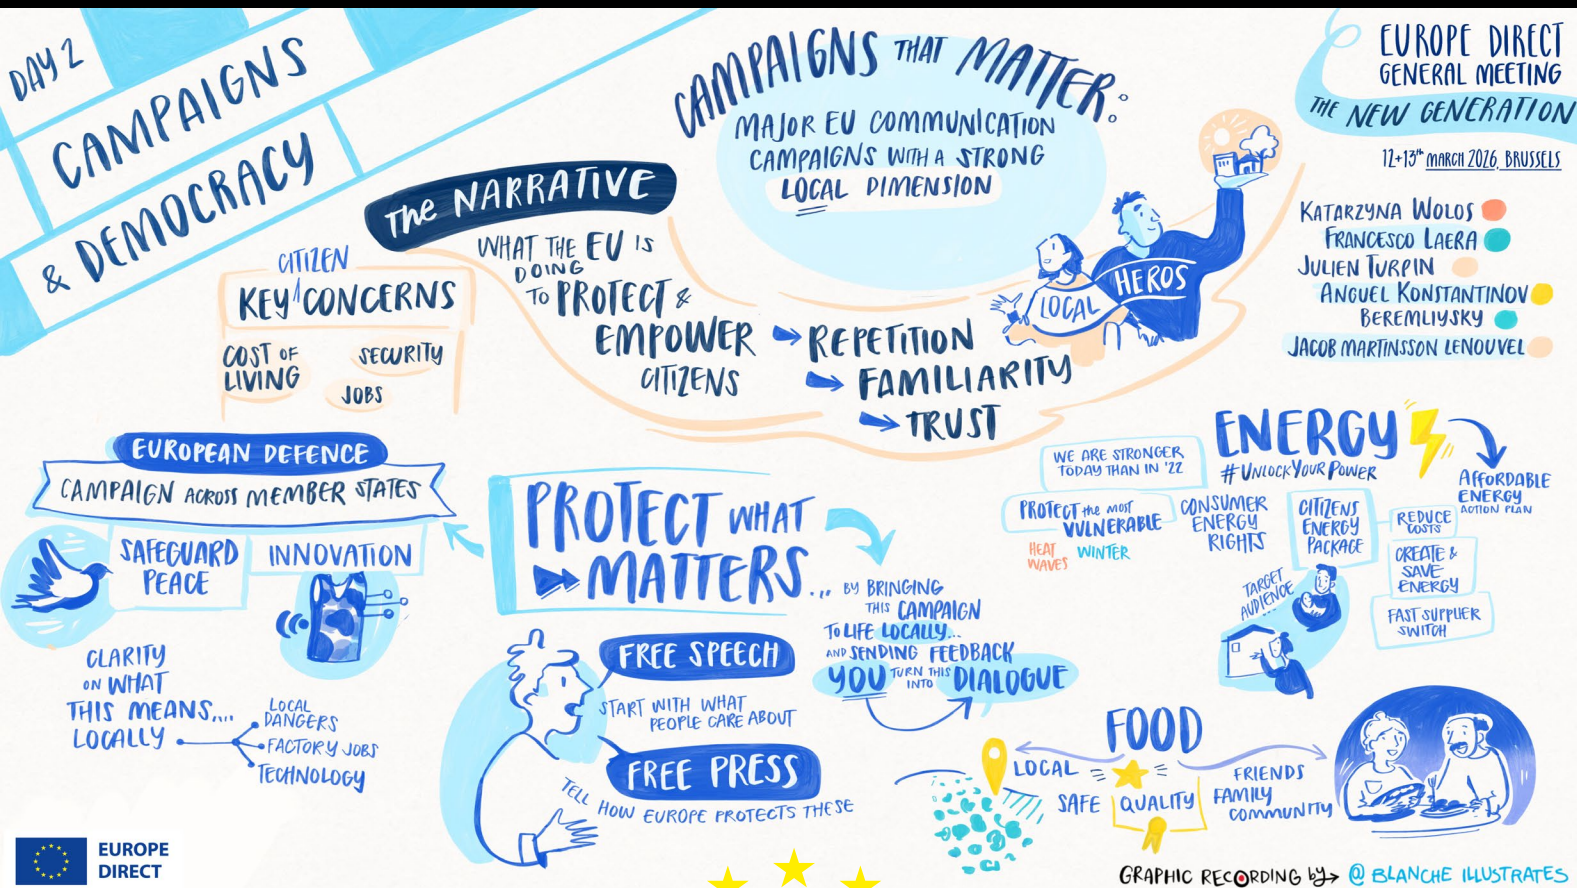 DAY 2
CAMPAIGNS
& DEMOCRACY
CAMPAIGNS THAT MATTER:
MAJOR EU COMMUNICATION
CAMPAIGNS WITH A STRONG
LOCAL DIMENSION
EUROPE DIRECT
GENERAL MEETING
THE NEW GENERATION
12+13th MARCH 2026, BRUSSELS
KATARZYNA WOLOS
FRANCESCO LAERA
JULIEN TURPIN
ANGUEL KONSTANTINOV
BEREMLIYSKY
JACOB MARTINSSON LENOUVEL
THE NARRATIVE
WHAT THE EU IS
DOING
TO PROTECT &
EMPOWER
CITIZENS
REPETITION
FAMILIARITY
TRUST
LOCAL HEROS
CITIZEN
KEY CONCERNS
COST OF
LIVING
SECURITY
JOBS
EUROPEAN DEFENCE
CAMPAIGN ACROSS MEMBER STATES
SAFEGUARD
PEACE
INNOVATION
CLARITY
ON WHAT
THIS MEANS....
LOCALLY
LOCAL
DANGERS
FACTORY JOBS
TECHNOLOGY
PROTECT WHAT
MATTERS...
BY BRINGING
THIS CAMPAIGN
TO LIFE LOCALLY...
AND SENDING FEEDBACK
YOU TURN THIS
INTO DIALOGUE
FREE SPEECH
START WITH WHAT
PEOPLE CARE ABOUT
FREE PRESS
TELL HOW EUROPE PROTECTS THESE
ENERGY
#UNLOCKYOURPOWER
AFFORDABLE
ENERGY
ACTION PLAN
WE ARE STRONGER
TODAY THAN IN '22
PROTECT the most
VULNERABLE
HEAT
WAVES
WINTER
CONSUMER
ENERGY
RIGHTS
CITIZENS
ENERGY
PACKAGE
REDUCE
COSTS
CREATE &
SAVE
ENERGY
FAST SUPPLIER
SWITCH
TARGET
AUDIENCE
FOOD
LOCAL
SAFE
QUALITY
FRIENDS
FAMILY
COMMUNITY
EUROPE
DIRECT
GRAPHIC RECORDING by @ BLANCHE ILLUSTRATES